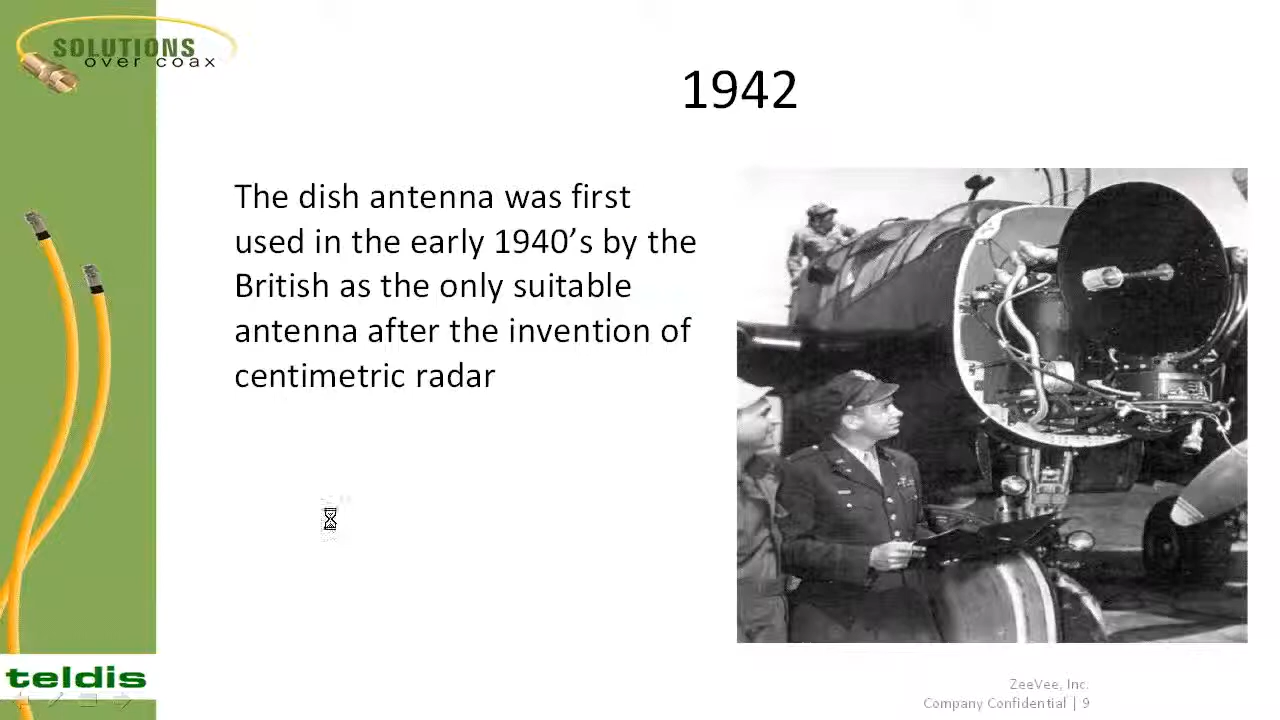 SOLUTIONS
over coax
1942
The dish antenna was first
used in the early 1940’s by the
British as the only suitable
antenna after the invention of
centimetric radar
teldis
ZeeVee, Inc.
Company Confidential | 9